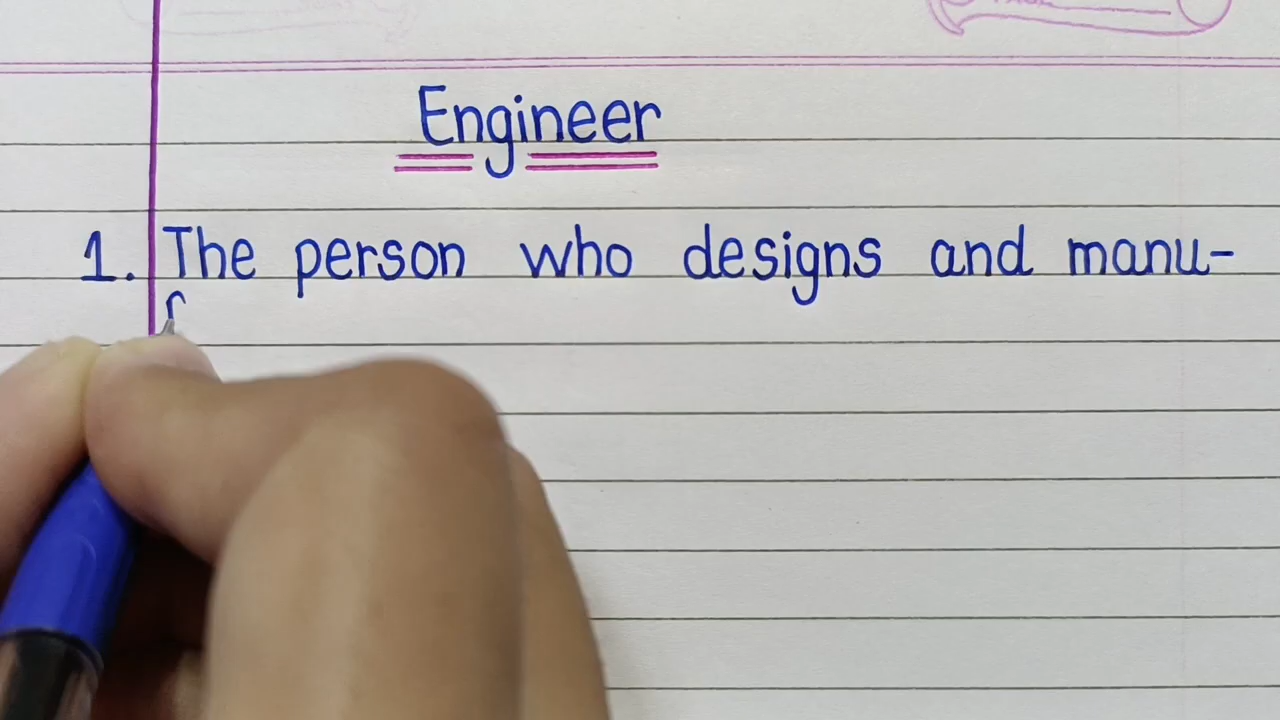 Engineer
1. The person who designs and manu-
f